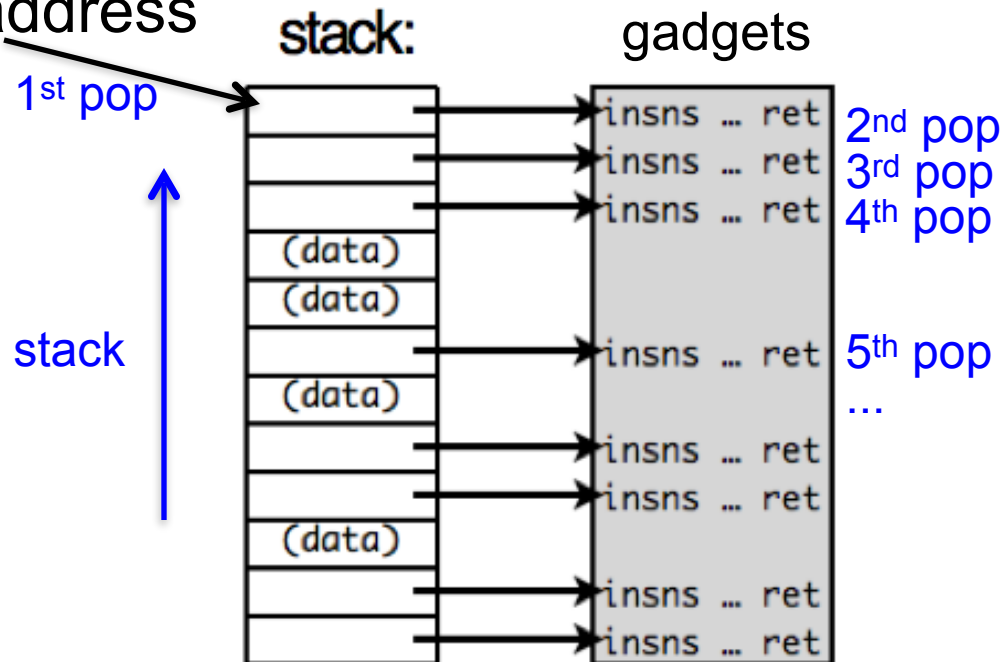 address
stack: gadgets
1st pop
insns … ret 2nd pop
insns … ret 3rd pop
insns … ret 4th pop
(data)
(data)
stack insns … ret 5th pop
(data) ...
insns … ret
insns … ret
(data)
insns … ret
insns … ret